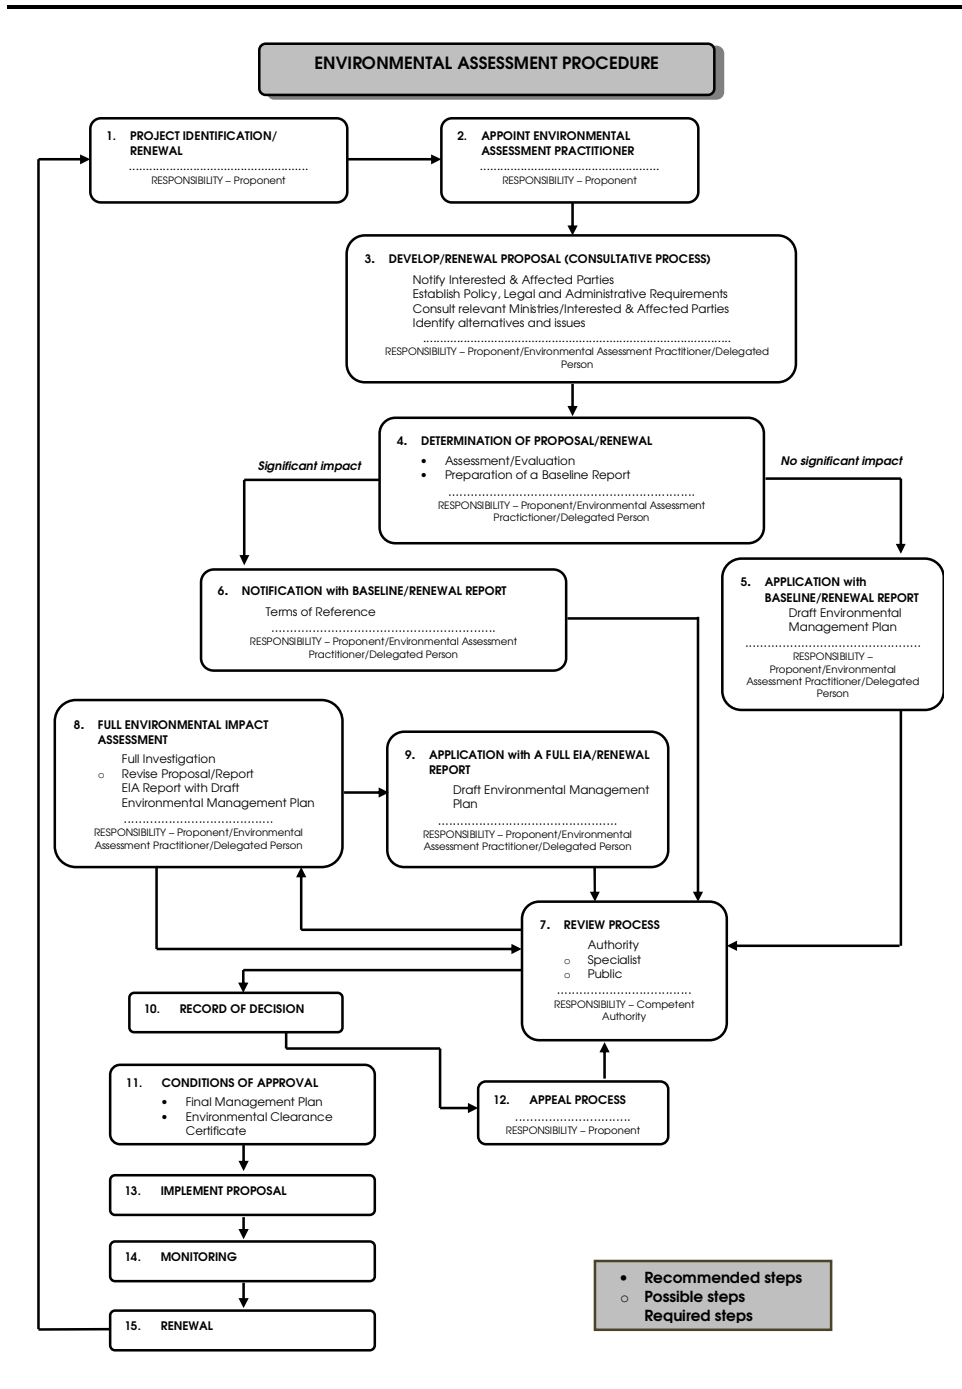 ENVIRONMENTAL ASSESSMENT PROCEDURE
1. PROJECT IDENTIFICATION/
RENEWAL
RESPONSIBILITY – Proponent
2. APPOINT ENVIRONMENTAL
ASSESSMENT PRACTITIONER
RESPONSIBILITY – Proponent
3. DEVELOP/RENEWAL PROPOSAL (CONSULTATIVE PROCESS)
Notify Interested & Affected Parties
Establish Policy, Legal and Administrative Requirements
Consult relevant Ministries/Interested & Affected Parties
Identify alternatives and issues
RESPONSIBILITY – Proponent/Environmental Assessment Practitioner/Delegated
Person
4. DETERMINATION OF PROPOSAL/RENEWAL
• Assessment/Evaluation
• Preparation of a Baseline Report
RESPONSIBILITY – Proponent/Environmental Assessment
Practictioner/Delegated Person
Significant impact
No significant impact
5. APPLICATION with
BASELINE/RENEWAL REPORT
Draft Environmental
Management Plan
RESPONSIBILITY –
Proponent/Environmental
Assessment Practitioner/Delegated
Person
6. NOTIFICATION with BASELINE/RENEWAL REPORT
Terms of Reference
RESPONSIBILITY – Proponent/Environmental Assessment
Practitioner/Delegated Person
8. FULL ENVIRONMENTAL IMPACT
ASSESSMENT
Full Investigation
○ Revise Proposal/Report
EIA Report with Draft
Environmental Management Plan
RESPONSIBILITY – Proponent/Environmental
Assessment Practitioner/Delegated Person
9. APPLICATION with A FULL EIA/RENEWAL
REPORT
Draft Environmental Management
Plan
RESPONSIBILITY – Proponent/Environmental
Assessment Practitioner/Delegated Person
7. REVIEW PROCESS
Authority
○ Specialist
○ Public
RESPONSIBILITY – Competent
Authority
10. RECORD OF DECISION
11. CONDITIONS OF APPROVAL
• Final Management Plan
• Environmental Clearance
Certificate
12. APPEAL PROCESS
RESPONSIBILITY – Proponent
13. IMPLEMENT PROPOSAL
14. MONITORING
15. RENEWAL
• Recommended steps
○ Possible steps
Required steps